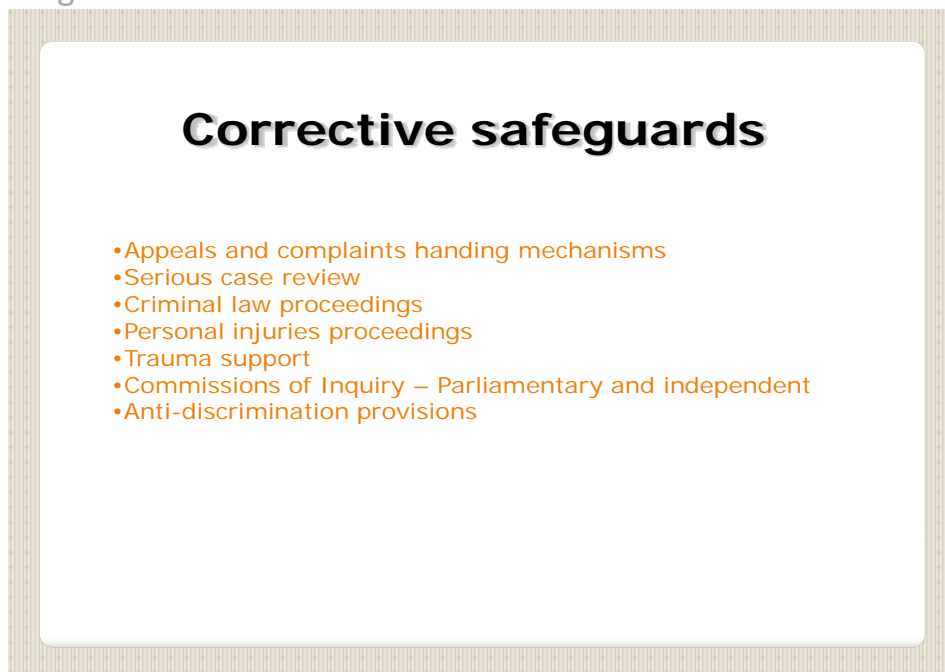 Corrective safeguards
•Appeals and complaints handing mechanisms
•Serious case review
•Criminal law proceedings
•Personal injuries proceedings
•Trauma support
•Commissions of Inquiry – Parliamentary and independent
•Anti-discrimination provisions